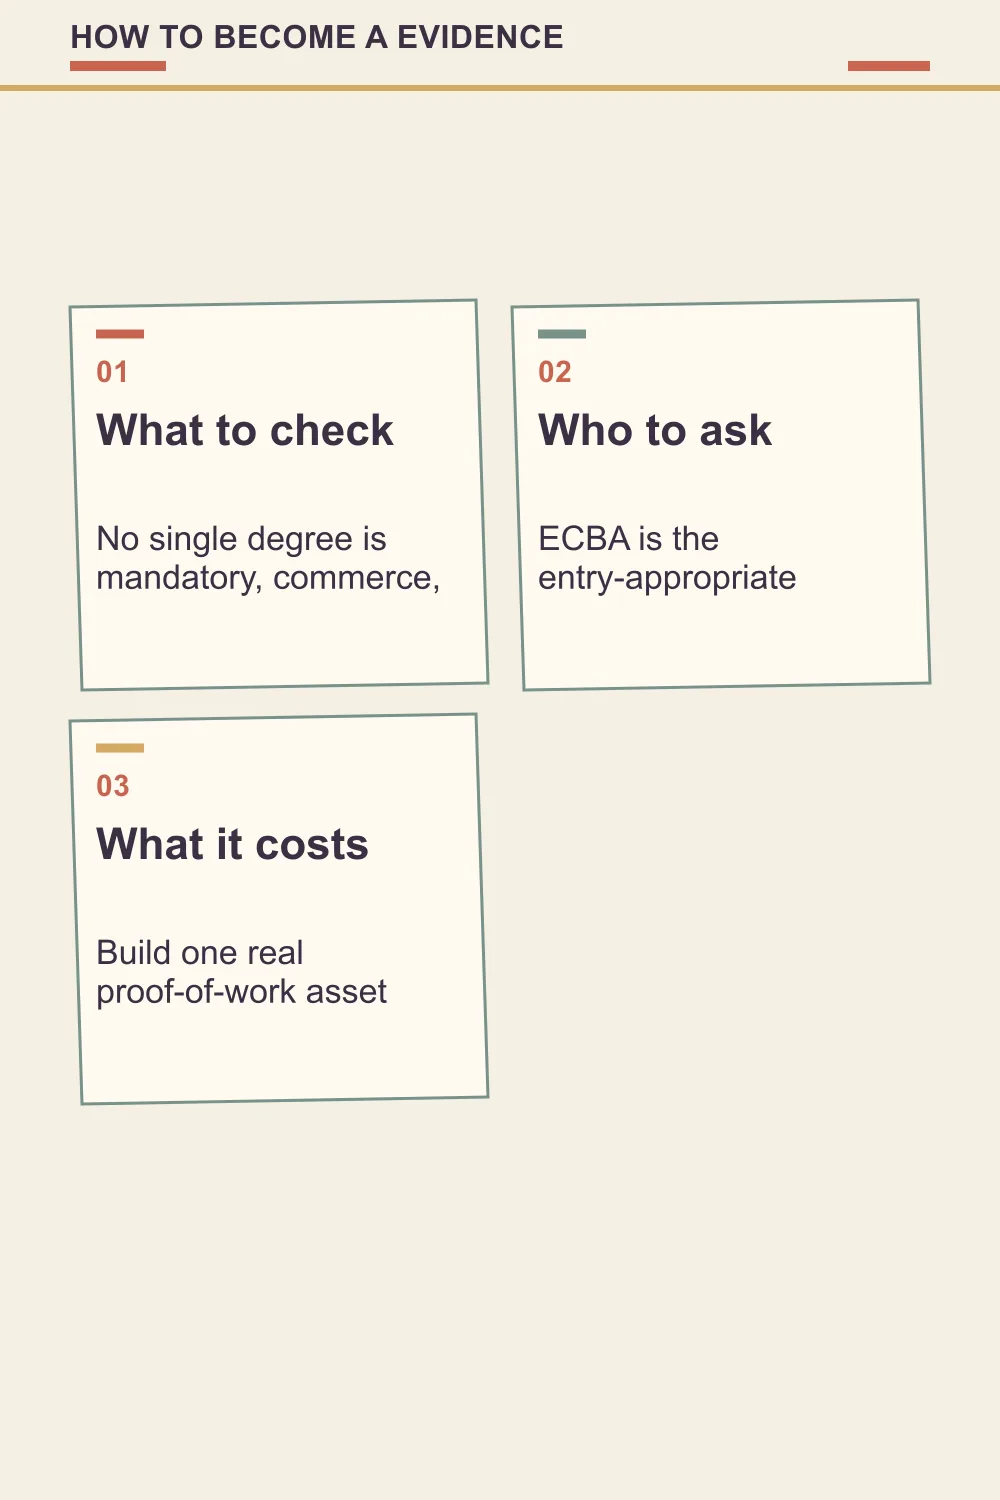 HOW TO BECOME A EVIDENCE
01
What to check
No single degree is
mandatory, commerce,
02
Who to ask
ECBA is the
entry-appropriate
03
What it costs
Build one real
proof-of-work asset